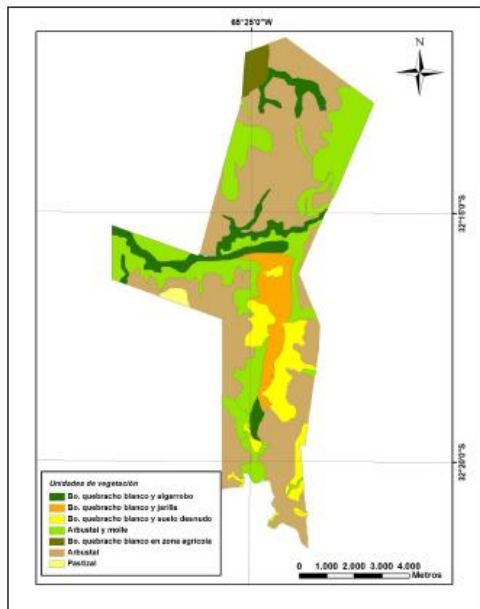 65°25'0"W
N
32°15'0"S
32°20'0"S
Unidades de vegetación
Bo. quebracho blanco y algarrobo
Bo. quebracho blanco y jarilla
Bo. quebracho blanco y suelo desnudo
Arbustal y molle
Bo. quebracho blanco en zona agrícola
Arbustal
Pastizal
0 1.000 2.000 3.000 4.000
Metros